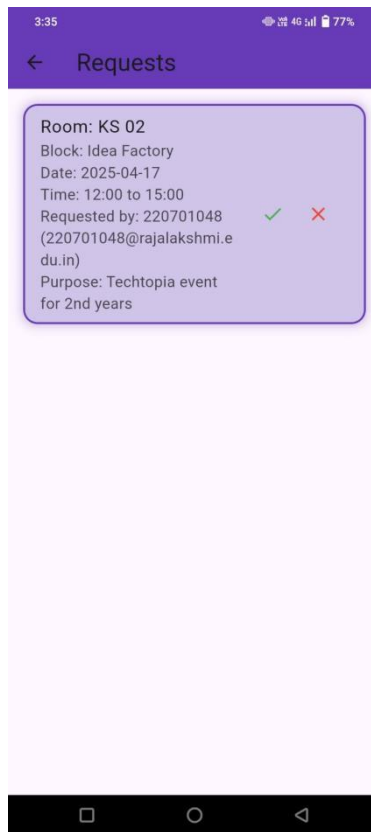 3:35
4G 77%
Requests
Room: KS 02
Block: Idea Factory
Date: 2025-04-17
Time: 12:00 to 15:00
Requested by: 220701048
(220701048@rajalakshmi.e
du.in)
Purpose: Techtopia event
for 2nd years